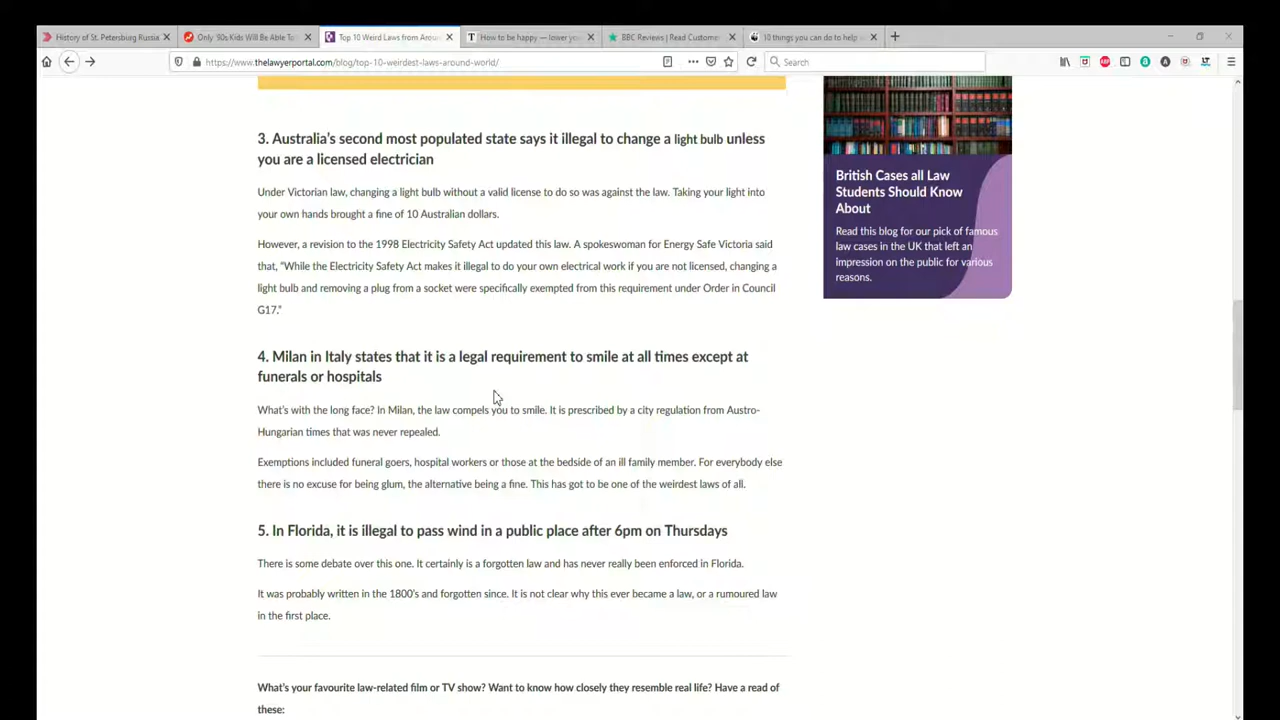 History of St. Petersburg Russia
Only '90s Kids Will Be Able To
Top 10 Weird Laws from Arou
How to be happy — lower you
BBC Reviews | Read Custome
10 things you can do to help
https://www.thelawyerportal.com/blog/top-10-weirdest-laws-around-world/
Search
3. Australia's second most populated state says it illegal to change a light bulb unless
you are a licensed electrician
Under Victorian law, changing a light bulb without a valid license to do so was against the law. Taking your light into
your own hands brought a fine of 10 Australian dollars.
However, a revision to the 1998 Electricity Safety Act updated this law. A spokeswoman for Energy Safe Victoria said
that, “While the Electricity Safety Act makes it illegal to do your own electrical work if you are not licensed, changing a
light bulb and removing a plug from a socket were specifically exempted from this requirement under Order in Council
G17.”
4. Milan in Italy states that it is a legal requirement to smile at all times except at
funerals or hospitals
What's with the long face? In Milan, the law compels you to smile. It is prescribed by a city regulation from Austro-
Hungarian times that was never repealed.
Exemptions included funeral goers, hospital workers or those at the bedside of an ill family member. For everybody else
there is no excuse for being glum, the alternative being a fine. This has got to be one of the weirdest laws of all.
5. In Florida, it is illegal to pass wind in a public place after 6pm on Thursdays
There is some debate over this one. It certainly is a forgotten law and has never really been enforced in Florida.
It was probably written in the 1800's and forgotten since. It is not clear why this ever became a law, or a rumoured law
in the first place.
What's your favourite law-related film or TV show? Want to know how closely they resemble real life? Have a read of
these:
British Cases all Law
Students Should Know
About
Read this blog for our pick of famous
law cases in the UK that left an
impression on the public for various
reasons.